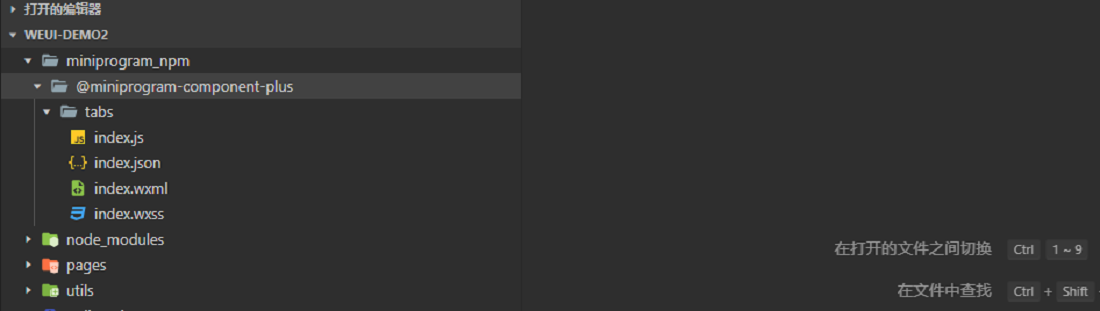 打开的编辑器
WEUI-DEMO2
miniprogram_npm
@miniprogram-component-plus
tabs
index.js
index.json
index.wxml
index.wxss
node_modules
pages
utils
在打开的文件之间切换 Ctrl 1 ~ 9
在文件中查找 Ctrl + Shift